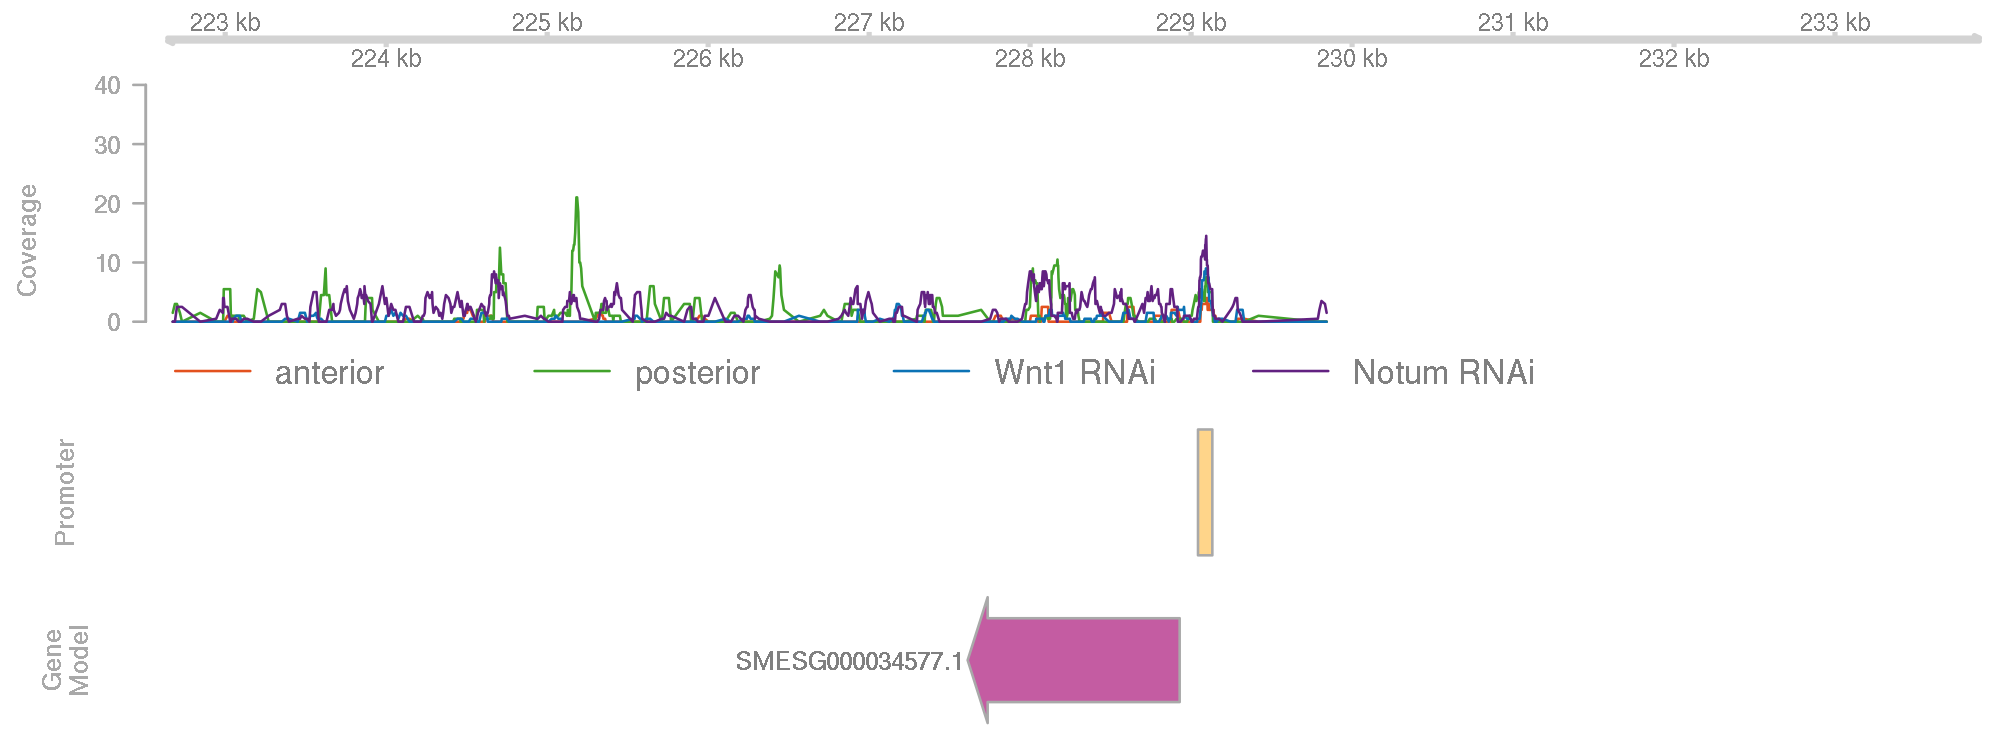 223 kb 225 kb 227 kb 229 kb 231 kb 233 kb
224 kb 226 kb 228 kb 230 kb 232 kb
40
30
20
10
0
Coverage
anterior posterior Wnt1 RNAi Notum RNAi
Promoter
Gene
Model
SMESG000034577.1